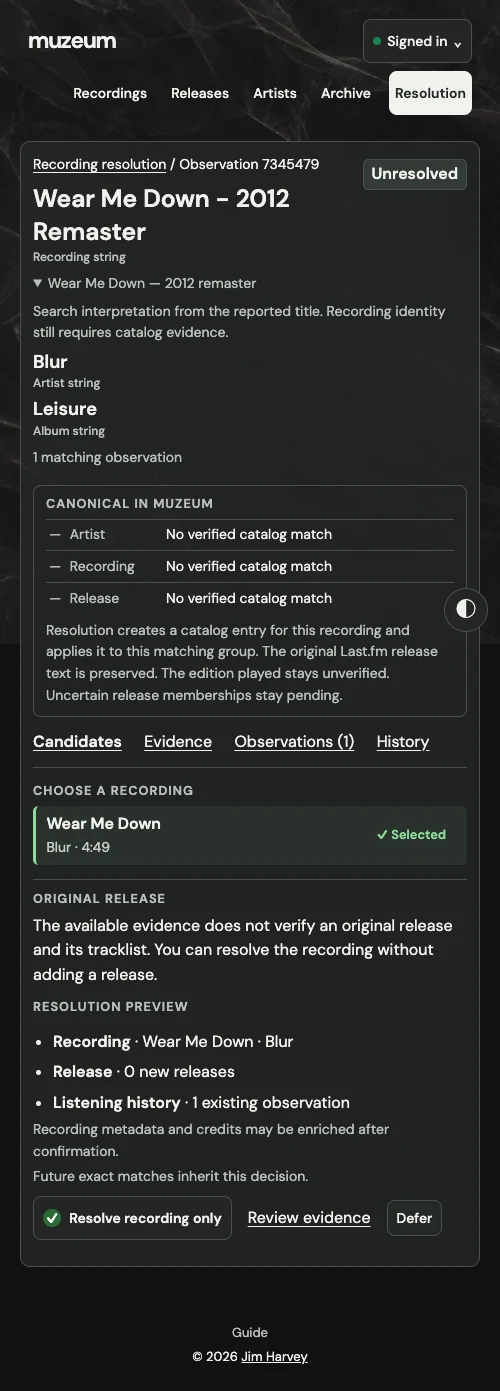 muzeum
Signed in
Recordings Releases Artists Archive Resolution
Recording resolution / Observation 7345479
Unresolved
Wear Me Down – 2012
Remaster
Recording string
▼ Wear Me Down — 2012 remaster
Search interpretation from the reported title. Recording identity
still requires catalog evidence.
Blur
Artist string
Leisure
Album string
1 matching observation
CANONICAL IN MUZEUM
— Artist No verified catalog match
— Recording No verified catalog match
— Release No verified catalog match
Resolution creates a catalog entry for this recording and
applies it to this matching group. The original Last.fm release
text is preserved. The edition played stays unverified.
Uncertain release memberships stay pending.
Candidates Evidence Observations (1) History
CHOOSE A RECORDING
Wear Me Down
Blur · 4:49
✓ Selected
ORIGINAL RELEASE
The available evidence does not verify an original release
and its tracklist. You can resolve the recording without
adding a release.
RESOLUTION PREVIEW
• Recording · Wear Me Down · Blur
• Release · 0 new releases
• Listening history · 1 existing observation
Recording metadata and credits may be enriched after
confirmation.
Future exact matches inherit this decision.
Resolve recording only Review evidence Defer
Guide
© 2026 Jim Harvey